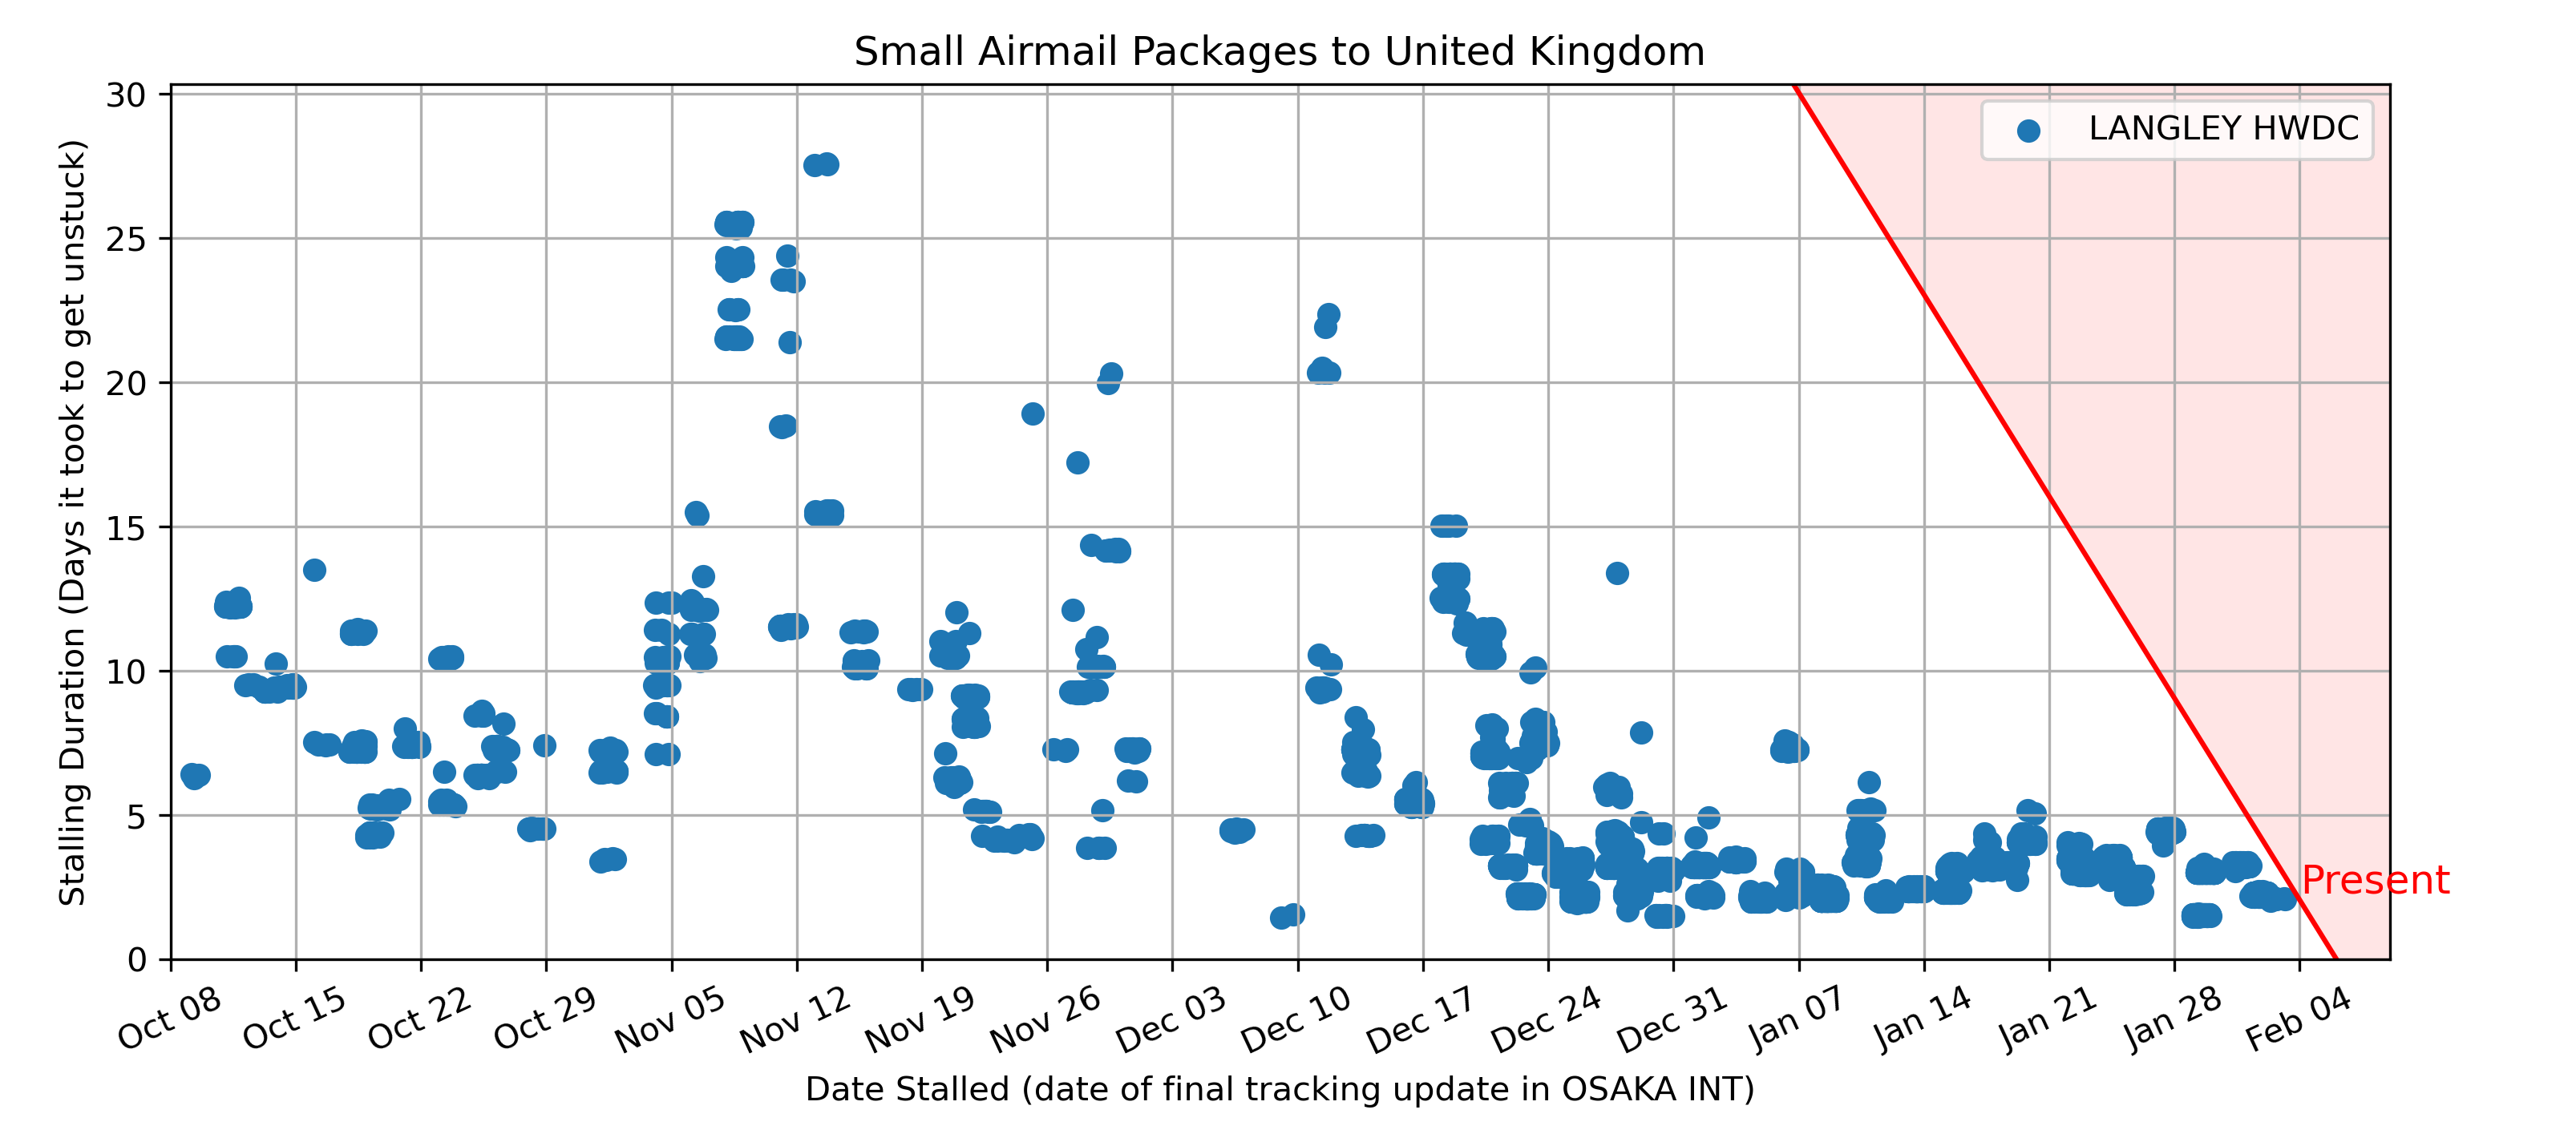 Small Airmail Packages to United Kingdom
LANGLEY HWDC
Stalling Duration (Days it took to get unstuck)
30
25
20
15
10
5
0
Present
Oct 08
Oct 15
Oct 22
Oct 29
Nov 05
Nov 12
Nov 19
Nov 26
Dec 03
Dec 10
Dec 17
Dec 24
Dec 31
Jan 07
Jan 14
Jan 21
Jan 28
Feb 04
Date Stalled (date of final tracking update in OSAKA INT)